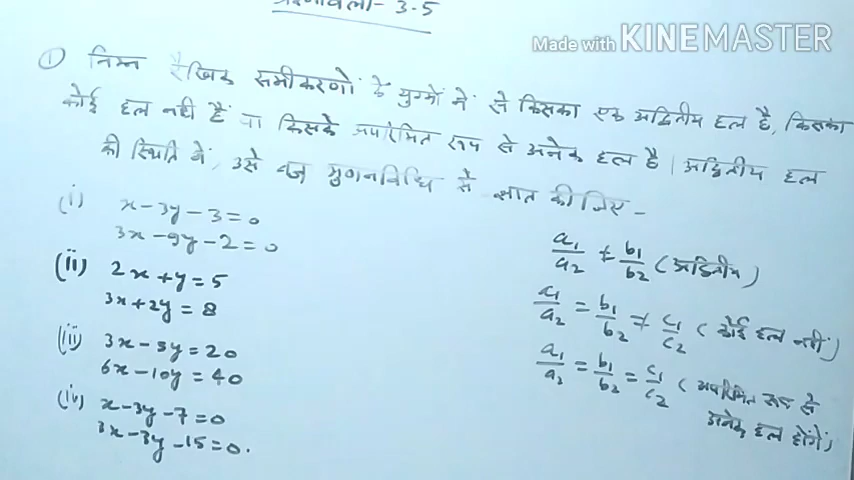 प्रश्नावली - 3.5
Made with KINEMASTER
① निम्न रैखिक समीकरणों के युग्मों में से किसका एक अद्वितीय हल है, किसका
कोई हल नहीं है या किसके अपरिमित रूप से अनेक हल है। अद्वितीय हल
की स्थिति में, उसे वज्र गुणनविधि से ज्ञात कीजिए -
(i) x - 3y - 3 = 0
3x - 9y - 2 = 0
(ii) 2x + y = 5
3x + 2y = 8
(iii) 3x - 5y = 20
6x - 10y = 40
(iv) x - 3y - 7 = 0
3x - 3y - 15 = 0.
a₁/a₂ ≠ b₁/b₂ (अद्वितीय)
a₁/a₂ = b₁/b₂ ≠ c₁/c₂ (कोई हल नहीं)
a₁/a₂ = b₁/b₂ = c₁/c₂ (अपरिमित रूप से
अनेक हल होंगे)